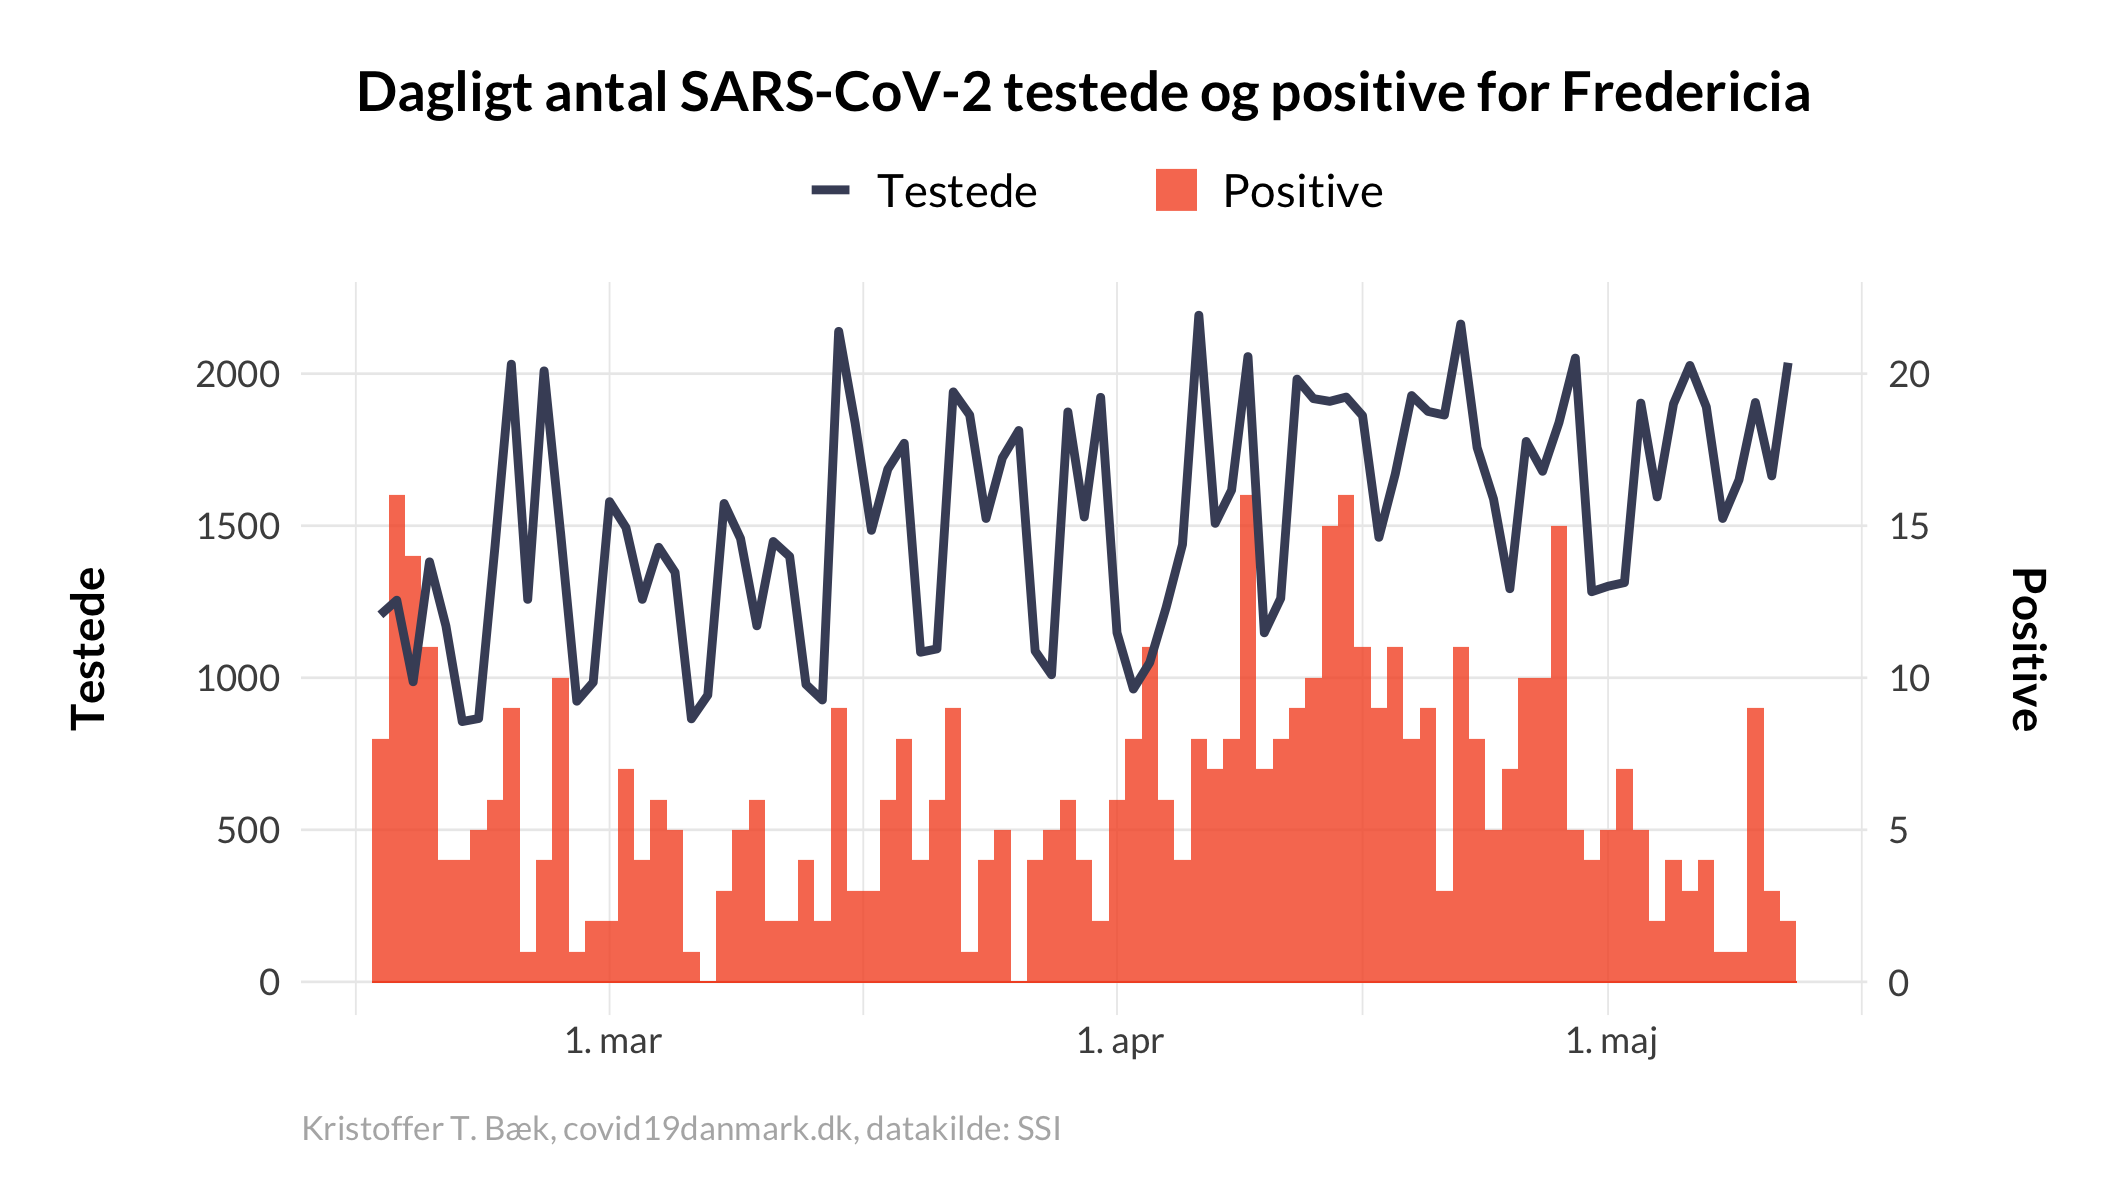 Dagligt antal SARS-CoV-2 testede og positive for Fredericia
Testede
Positive
2000
1500
1000
500
0
20
15
10
5
0
Testede
Positive
1. mar
1. apr
1. maj
Kristoffer T. Bæk, covid19danmark.dk, datakilde: SSI